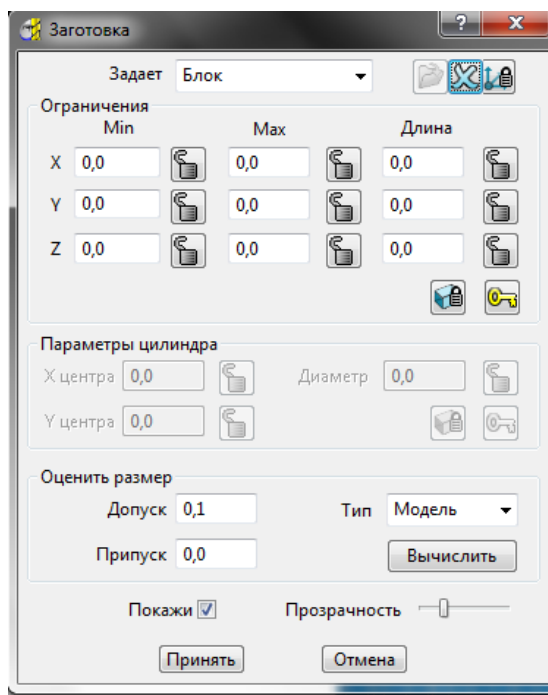 Заготовка
Задает Блок
Ограничения
Min Max Длина
X 0,0 0,0 0,0
Y 0,0 0,0 0,0
Z 0,0 0,0 0,0
Параметры цилиндра
X центра 0,0 Диаметр 0,0
Y центра 0,0
Оценить размер
Допуск 0,1 Тип Модель
Припуск 0,0 Вычислить
Покажи Прозрачность
Принять Отмена